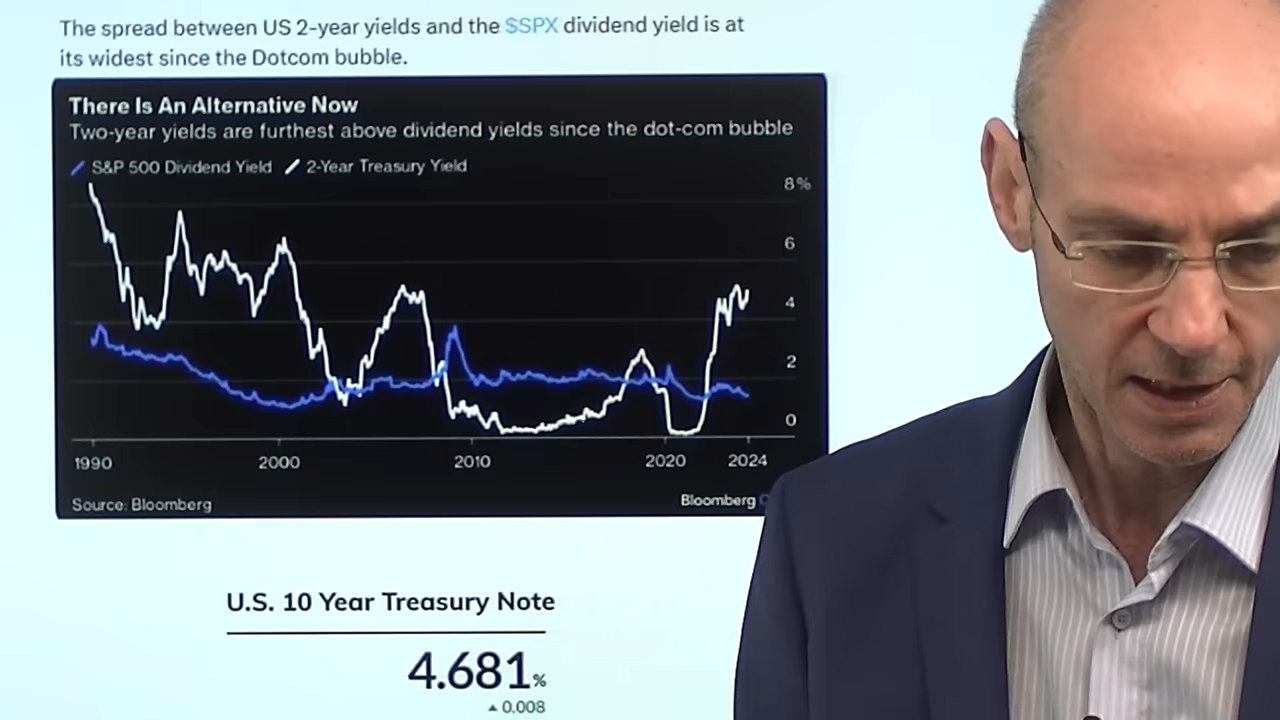 The spread between US 2-year yields and the $SPX dividend yield is at
its widest since the Dotcom bubble.
There Is An Alternative Now
Two-year yields are furthest above dividend yields since the dot-com bubble
S&P 500 Dividend Yield 2-Year Treasury Yield
8%
6
4
2
0
1990 2000 2010 2020 2024
Source: Bloomberg Bloomberg
U.S. 10 Year Treasury Note
4.681%
▲ 0.008